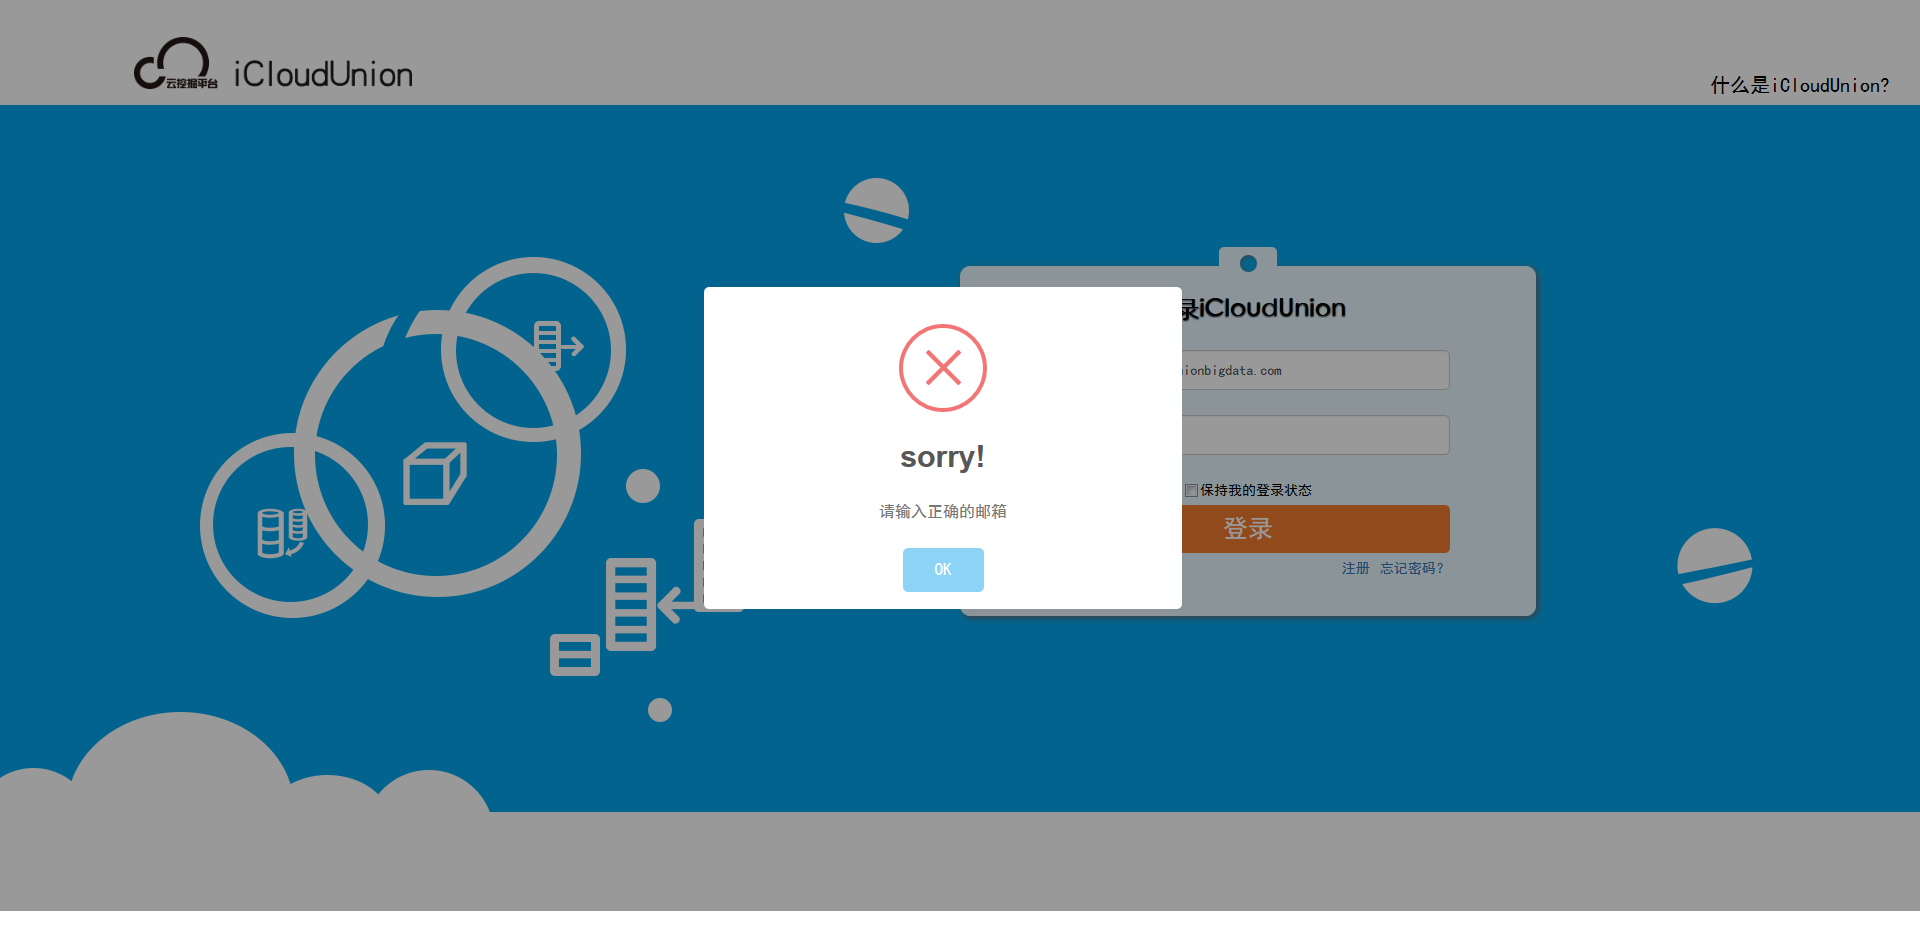 云挖掘平台 iCloudUnion
什么是iCloudUnion?
录iCloudUnion
ionbigdata.com
sorry!
请输入正确的邮箱
OK
保持我的登录状态
登录
注册 忘记密码?